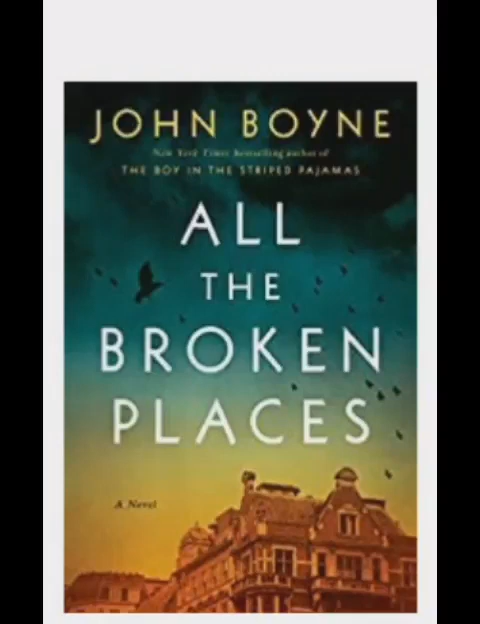 JOHN BOYNE
New York Times bestselling author of
THE BOY IN THE STRIPED PAJAMAS
ALL
THE
BROKEN
PLACES
A Novel